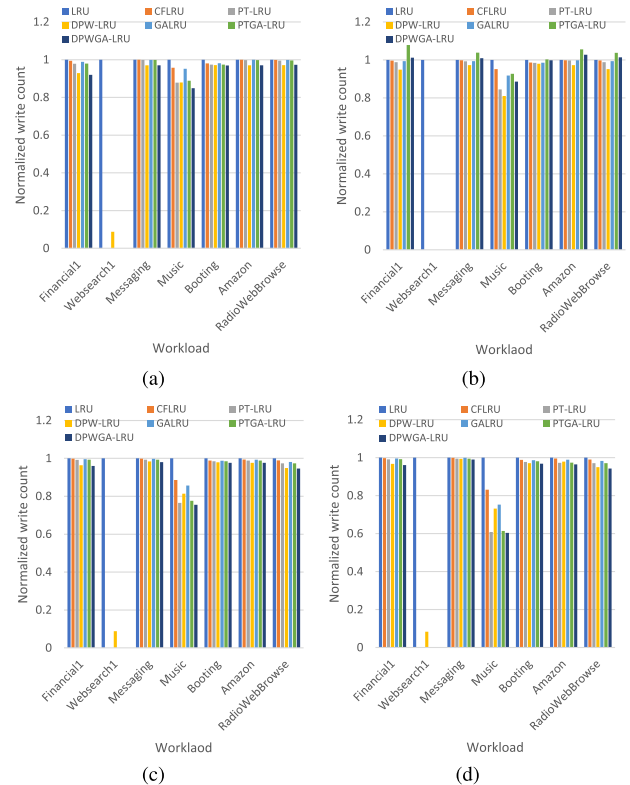 LRU CFLRU PT-LRU
DPW-LRU GALRU PTGA-LRU
DPWGA-LRU
Normalized write count
1.2
1
0.8
0.6
0.4
0.2
0
Financial1
Websearch1
Messaging
Music
Booting
Amazon
RadioWebBrowse
Workload
(a)
LRU CFLRU PT-LRU
DPW-LRU GALRU PTGA-LRU
DPWGA-LRU
Normalized write count
1.2
1
0.8
0.6
0.4
0.2
0
Financial1
Websearch1
Messaging
Music
Booting
Amazon
RadioWebBrowse
Worklaod
(b)
LRU CFLRU PT-LRU
DPW-LRU GALRU PTGA-LRU
DPWGA-LRU
Normalized write count
1.2
1
0.8
0.6
0.4
0.2
0
Financial1
Websearch1
Messaging
Music
Booting
Amazon
RadioWebBrowse
Worklaod
(c)
LRU CFLRU PT-LRU
DPW-LRU GALRU PTGA-LRU
DPWGA-LRU
Normalized write count
1.2
1
0.8
0.6
0.4
0.2
0
Financial1
Websearch1
Messaging
Music
Booting
Amazon
RadioWebBrowse
Worklaod
(d)